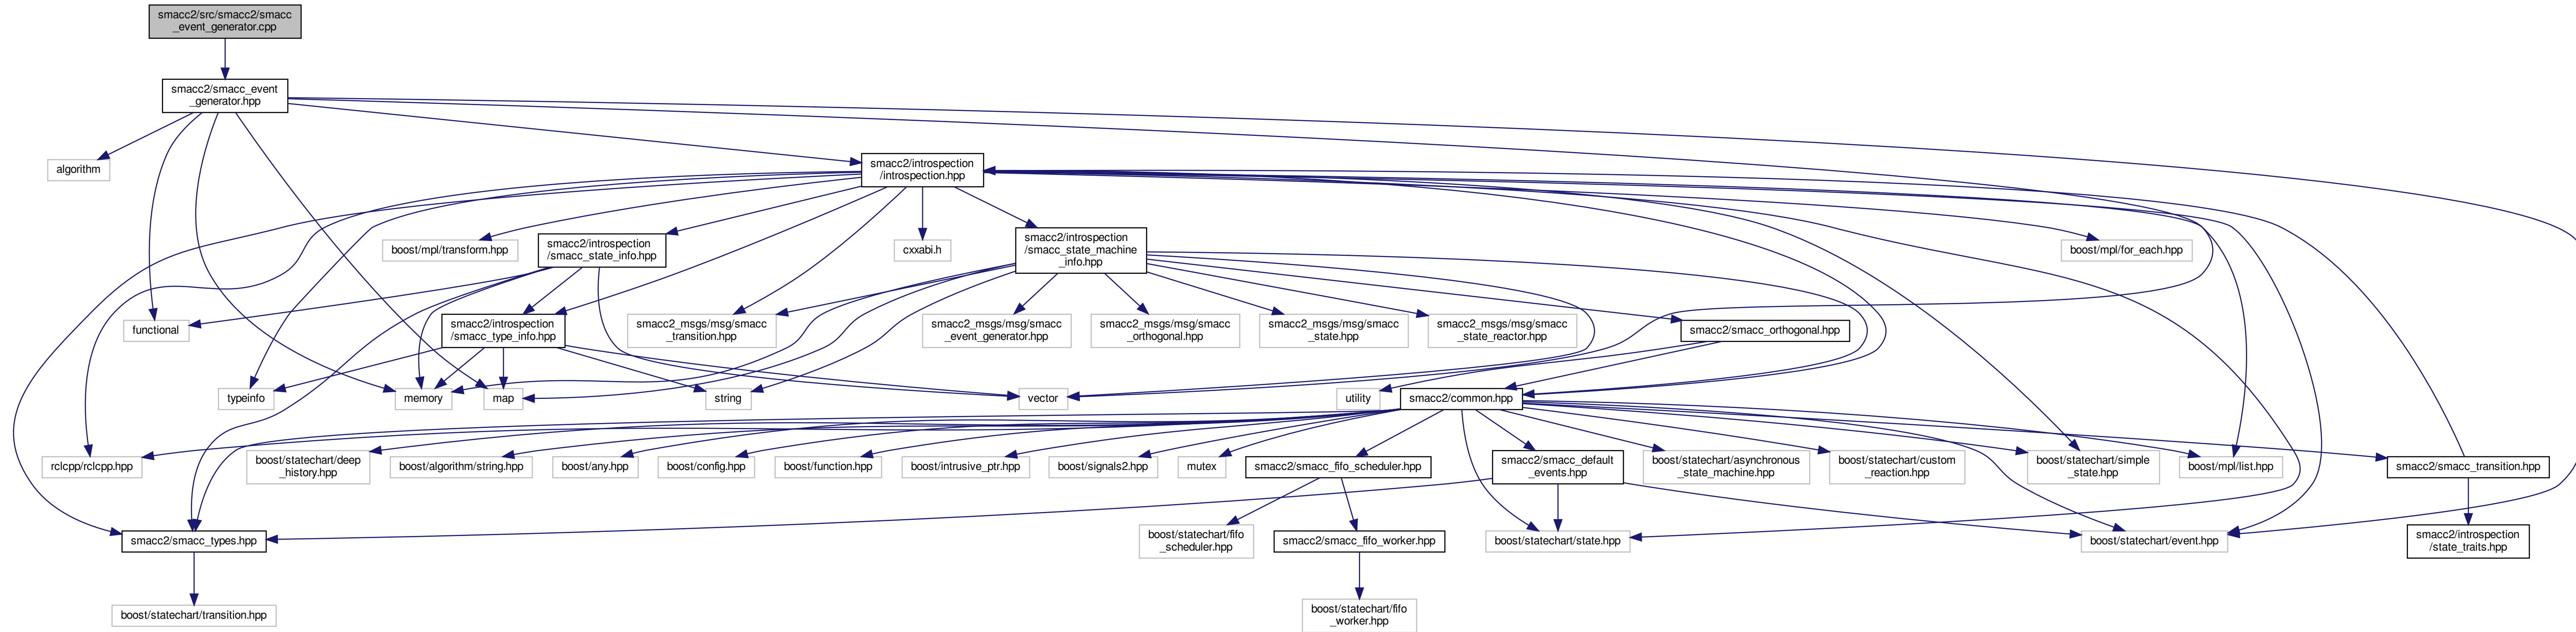 smacc2/src/smacc2/smacc
_event_generator.cpp
smacc2/smacc_event
_generator.hpp
algorithm
smacc2/introspection
/introspection.hpp
boost/mpl/transform.hpp
smacc2/introspection
/smacc_state_info.hpp
cxxabi.h
smacc2/introspection
/smacc_state_machine
_info.hpp
boost/mpl/for_each.hpp
functional
smacc2/introspection
/smacc_type_info.hpp
smacc2_msgs/msg/smacc
_transition.hpp
smacc2_msgs/msg/smacc
_event_generator.hpp
smacc2_msgs/msg/smacc
_orthogonal.hpp
smacc2_msgs/msg/smacc
_state.hpp
smacc2_msgs/msg/smacc
_state_reactor.hpp
smacc2/smacc_orthogonal.hpp
typeinfo
memory
map
string
vector
utility
smacc2/common.hpp
rclcpp/rclcpp.hpp
boost/statechart/deep
_history.hpp
boost/algorithm/string.hpp
boost/any.hpp
boost/config.hpp
boost/function.hpp
boost/intrusive_ptr.hpp
boost/signals2.hpp
mutex
smacc2/smacc_fifo_scheduler.hpp
smacc2/smacc_default
_events.hpp
boost/statechart/asynchronous
_state_machine.hpp
boost/statechart/custom
_reaction.hpp
boost/statechart/simple
_state.hpp
boost/mpl/list.hpp
smacc2/smacc_transition.hpp
smacc2/smacc_types.hpp
boost/statechart/fifo
_scheduler.hpp
smacc2/smacc_fifo_worker.hpp
boost/statechart/state.hpp
boost/statechart/event.hpp
smacc2/introspection
/state_traits.hpp
boost/statechart/transition.hpp
boost/statechart/fifo
_worker.hpp